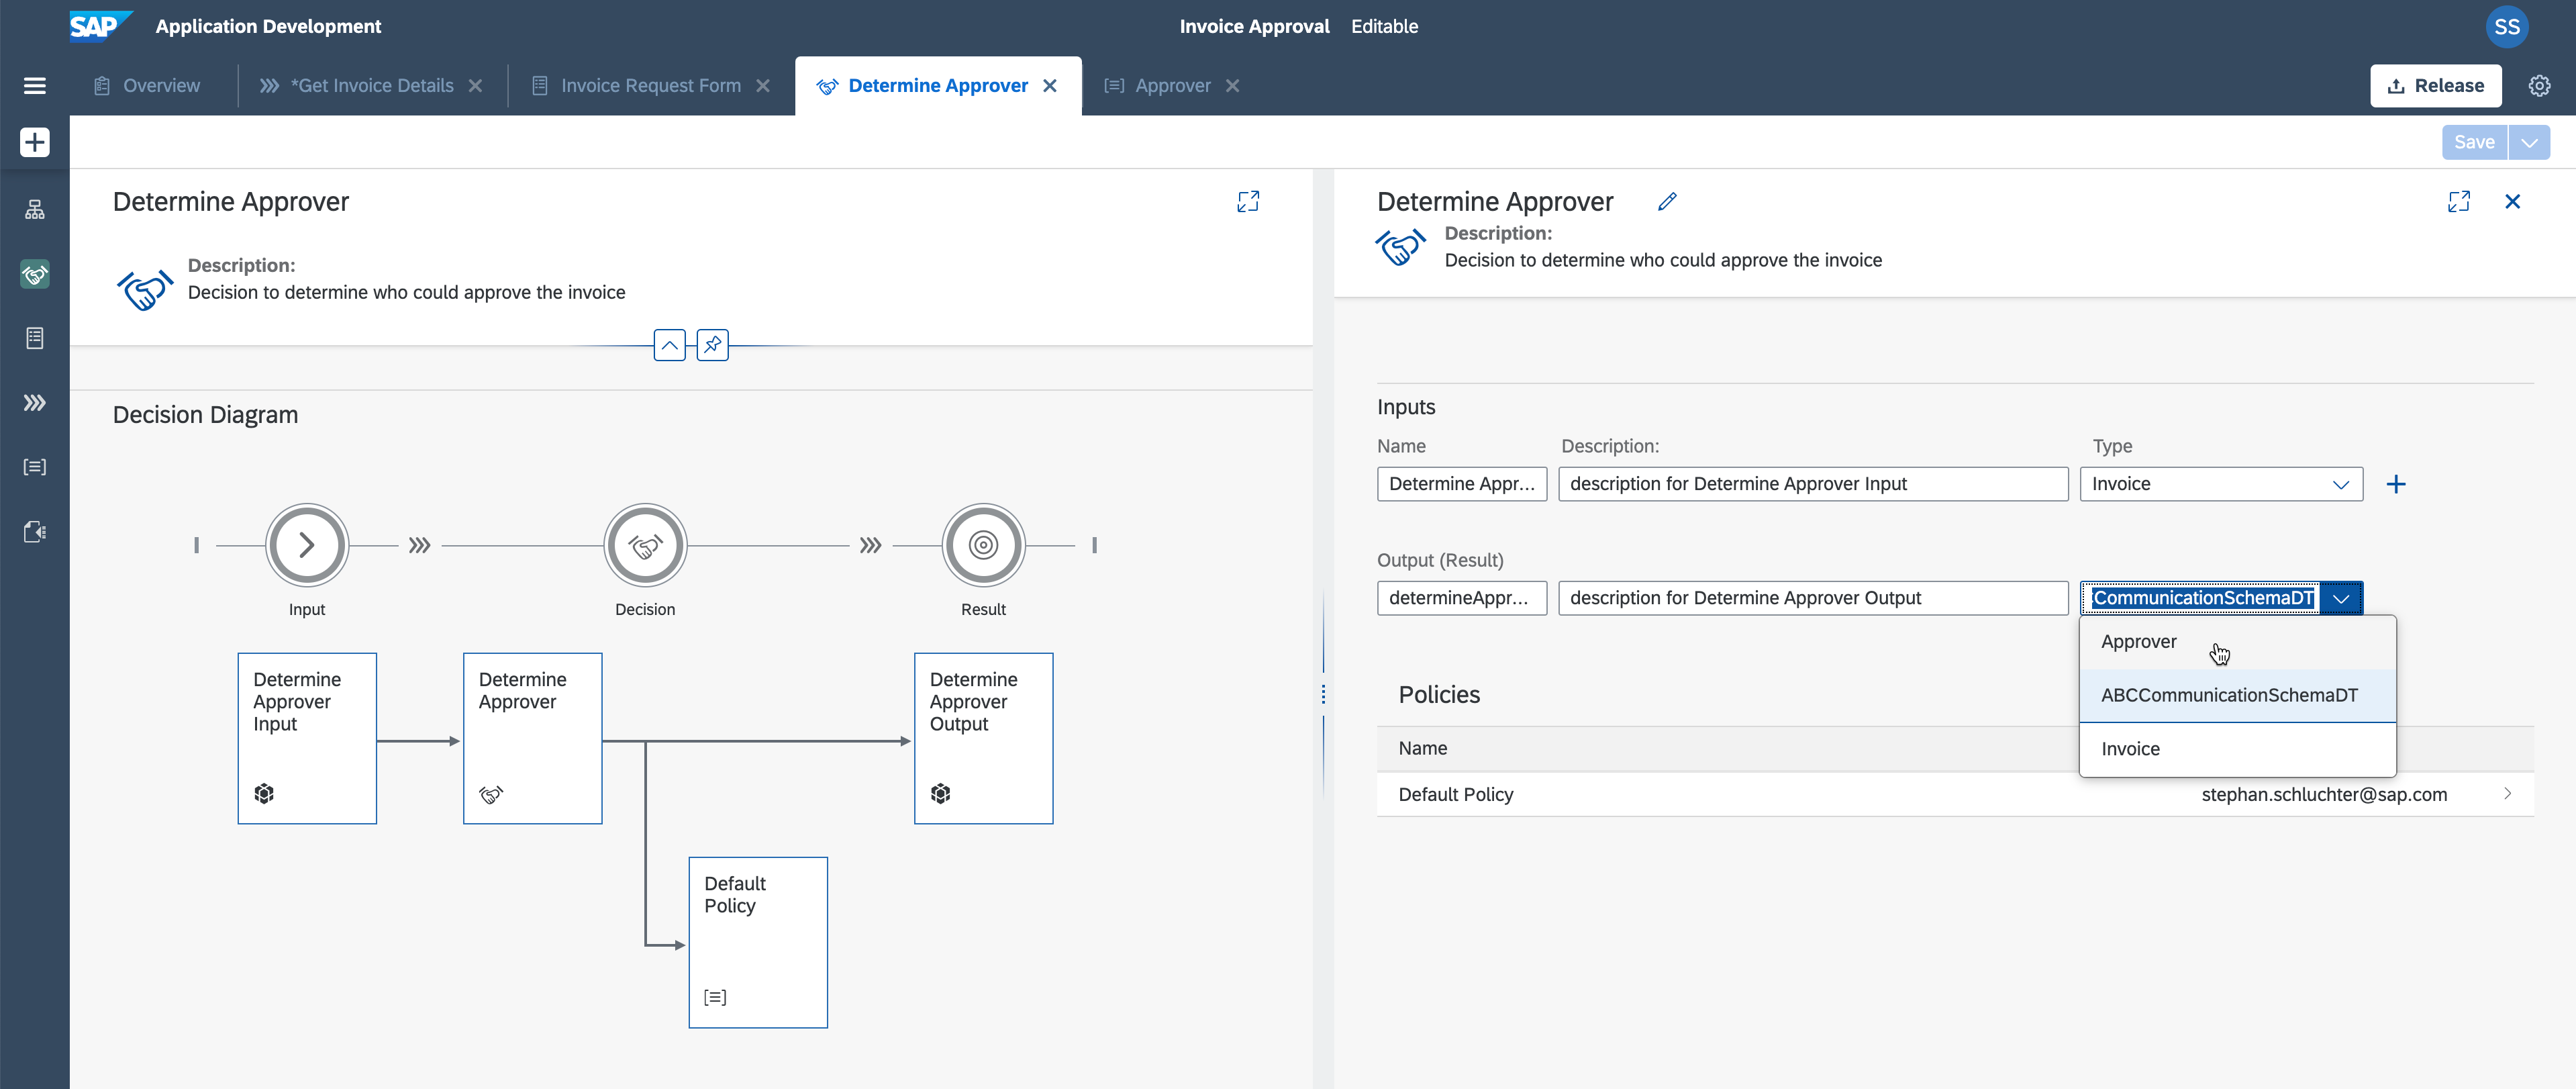 SAP Application Development
Invoice Approval Editable
SS
Overview
*Get Invoice Details
Invoice Request Form
Determine Approver
Approver
Release
Save
Determine Approver
Description:
Decision to determine who could approve the invoice
Decision Diagram
Input
Decision
Result
Determine
Approver
Input
Determine
Approver
Determine
Approver
Output
Default
Policy
Determine Approver
Description:
Decision to determine who could approve the invoice
Inputs
Name Description: Type
Determine Appr... description for Determine Approver Input Invoice
Output (Result)
determineAppr... description for Determine Approver Output CommunicationSchemaDT
Approver
ABCCommunicationSchemaDT
Invoice
Policies
Name
Default Policy stephan.schluchter@sap.com